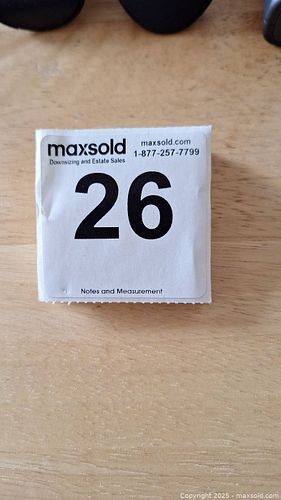 maxsold
Downsizing and Estate Sales
maxsold.com
1-877-257-7799
26
Notes and Measurement
Copyright 2025 - maxsold.com